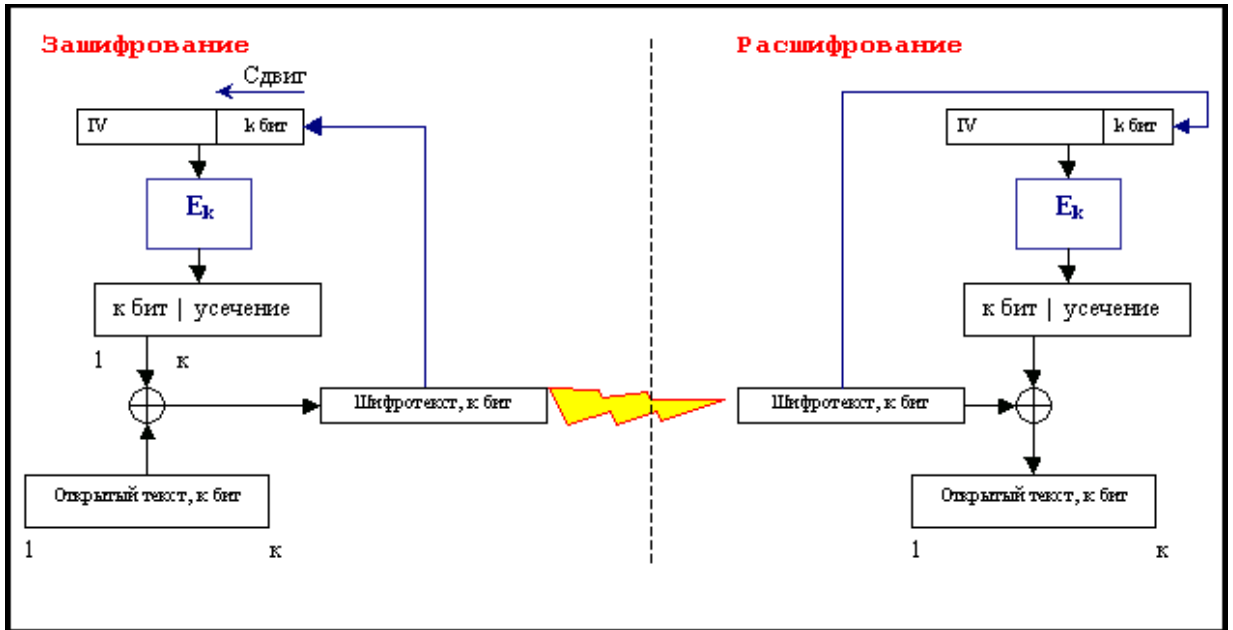 Зашифрование
Сдвиг
IV
k бит
Ek
к бит | усечение
1
к
Шифротекст, к бит
Открытый текст, к бит
1
к
Расшифрование
IV
k бит
Ek
к бит | усечение
Шифротекст, к бит
Открытый текст, к бит
1
к